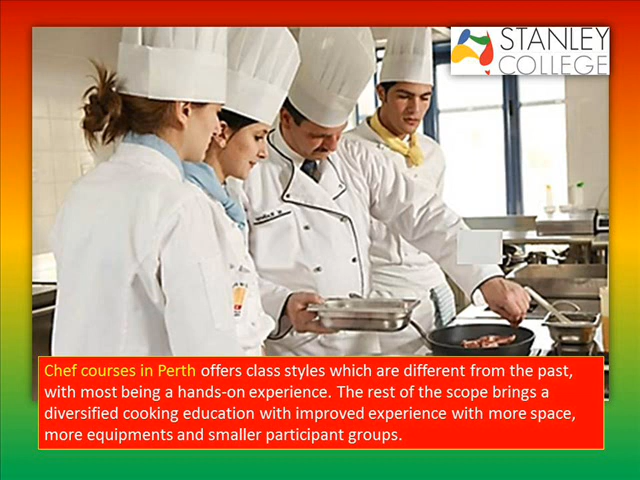 STANLEY
COLLEGE
Chef courses in Perth offers class styles which are different from the past,
with most being a hands-on experience. The rest of the scope brings a
diversified cooking education with improved experience with more space,
more equipments and smaller participant groups.